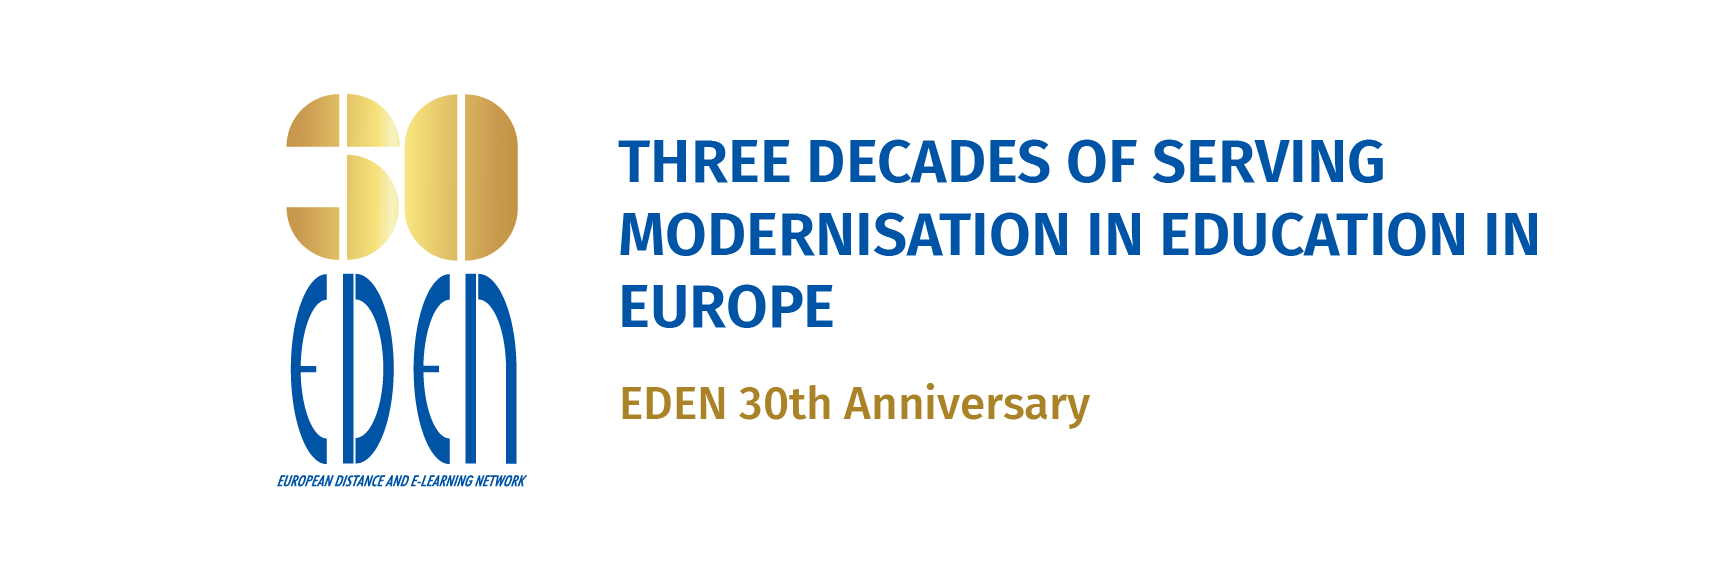 30
EDEN
EUROPEAN DISTANCE AND E-LEARNING NETWORK
THREE DECADES OF SERVING
MODERNISATION IN EDUCATION IN
EUROPE
EDEN 30th Anniversary